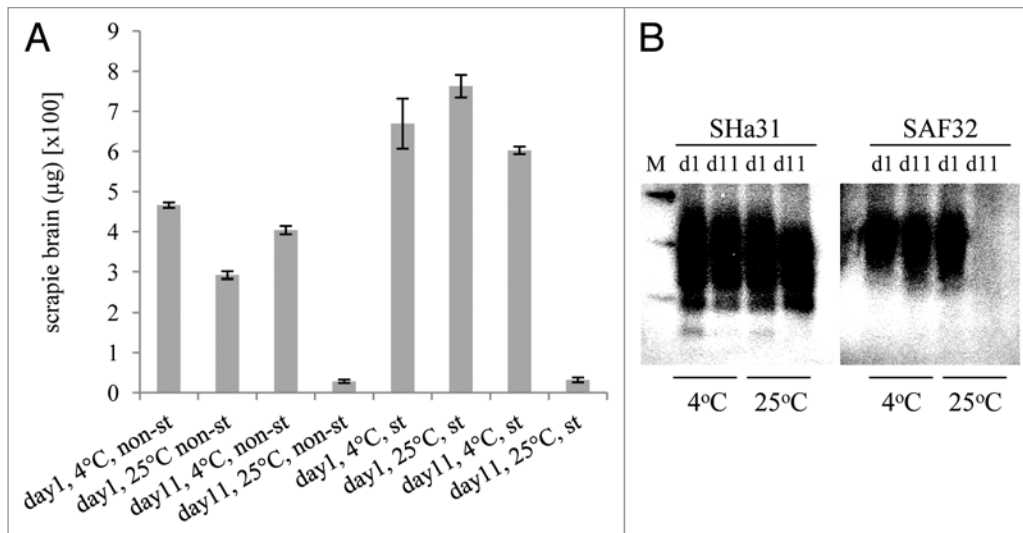 A
scrapie brain (µg) [x100]
9
8
7
6
5
4
3
2
1
0
day1, 4°C, non-st
day1, 25°C non-st
day11, 4°C, non-st
day11, 25°C, non-st
day1, 4°C, st
day1, 25°C, st
day11, 4°C, st
day11, 25°C, st
B
SHa31 SAF32
M d1 d11 d1 d11 d1 d11 d1 d11
4°C 25°C 4°C 25°C